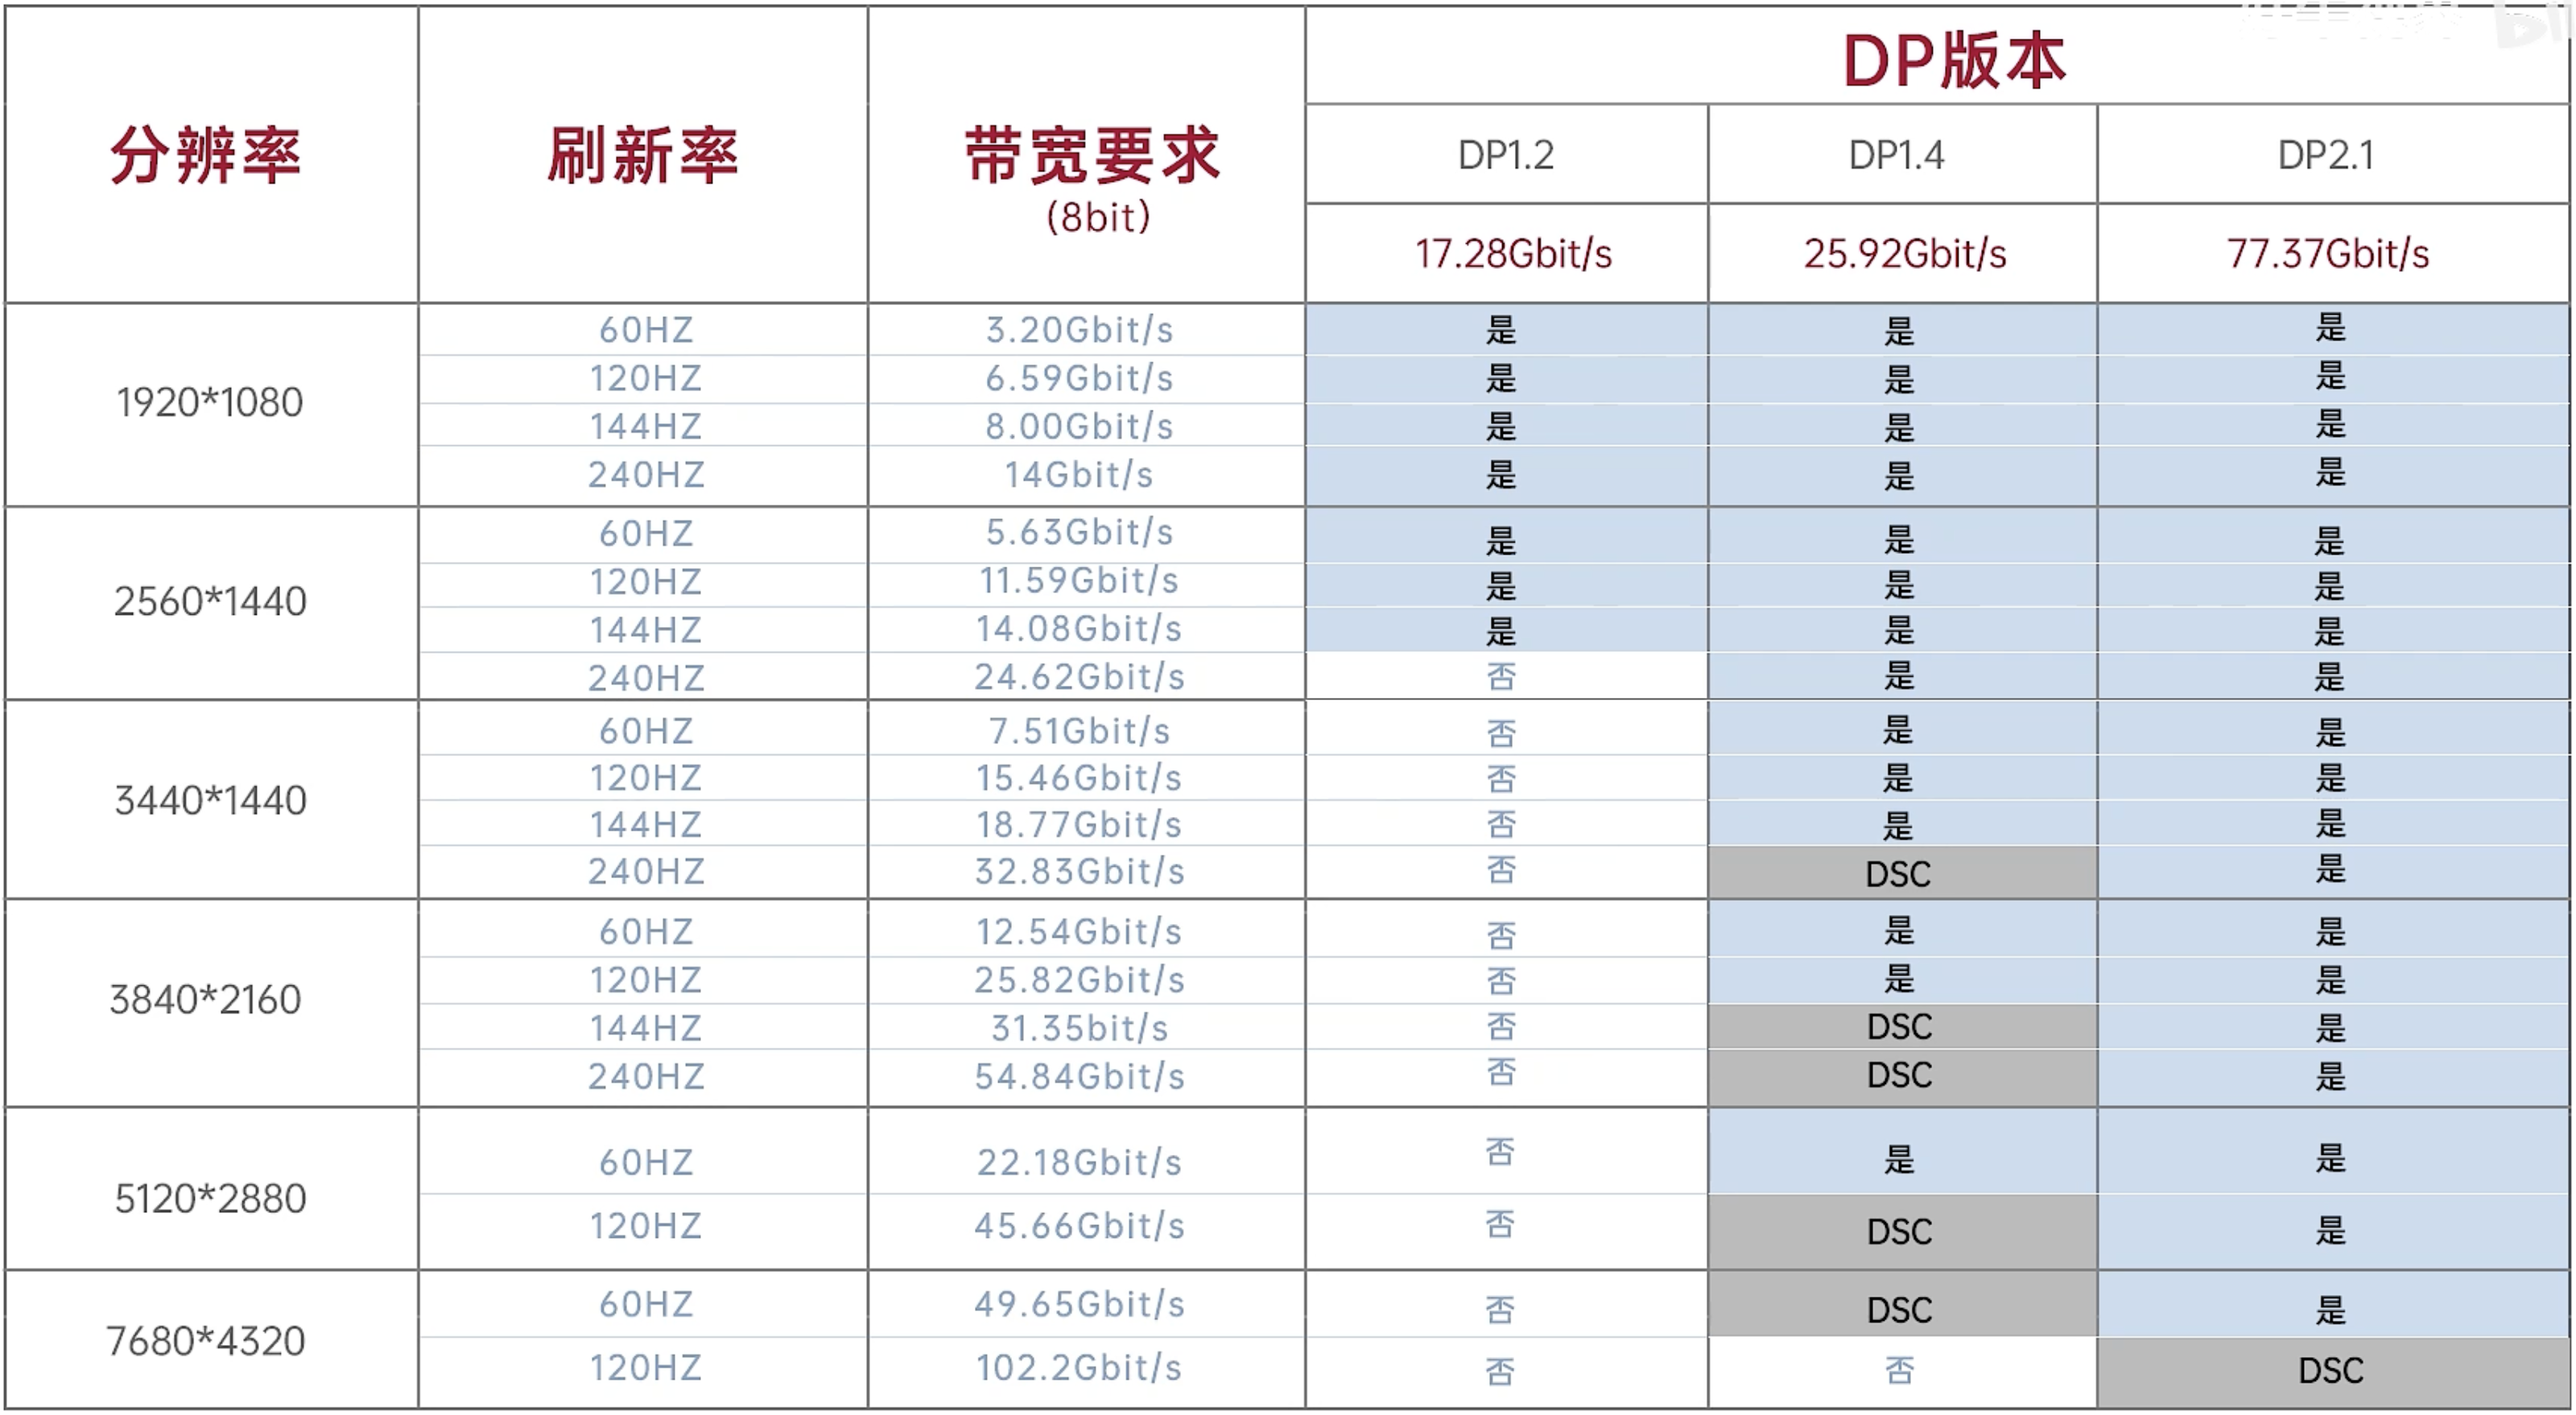 分辨率 刷新率 带宽要求 DP版本
(8bit) DP1.2 DP1.4 DP2.1
17.28Gbit/s 25.92Gbit/s 77.37Gbit/s
1920*1080
60HZ 3.20Gbit/s 是 是 是
120HZ 6.59Gbit/s 是 是 是
144HZ 8.00Gbit/s 是 是 是
240HZ 14Gbit/s 是 是 是
2560*1440
60HZ 5.63Gbit/s 是 是 是
120HZ 11.59Gbit/s 是 是 是
144HZ 14.08Gbit/s 是 是 是
240HZ 24.62Gbit/s 否 是 是
3440*1440
60HZ 7.51Gbit/s 否 是 是
120HZ 15.46Gbit/s 否 是 是
144HZ 18.77Gbit/s 否 是 是
240HZ 32.83Gbit/s 否 DSC 是
3840*2160
60HZ 12.54Gbit/s 否 是 是
120HZ 25.82Gbit/s 否 是 是
144HZ 31.35bit/s 否 DSC 是
240HZ 54.84Gbit/s 否 DSC 是
5120*2880
60HZ 22.18Gbit/s 否 是 是
120HZ 45.66Gbit/s 否 DSC 是
7680*4320
60HZ 49.65Gbit/s 否 DSC 是
120HZ 102.2Gbit/s 否 否 DSC